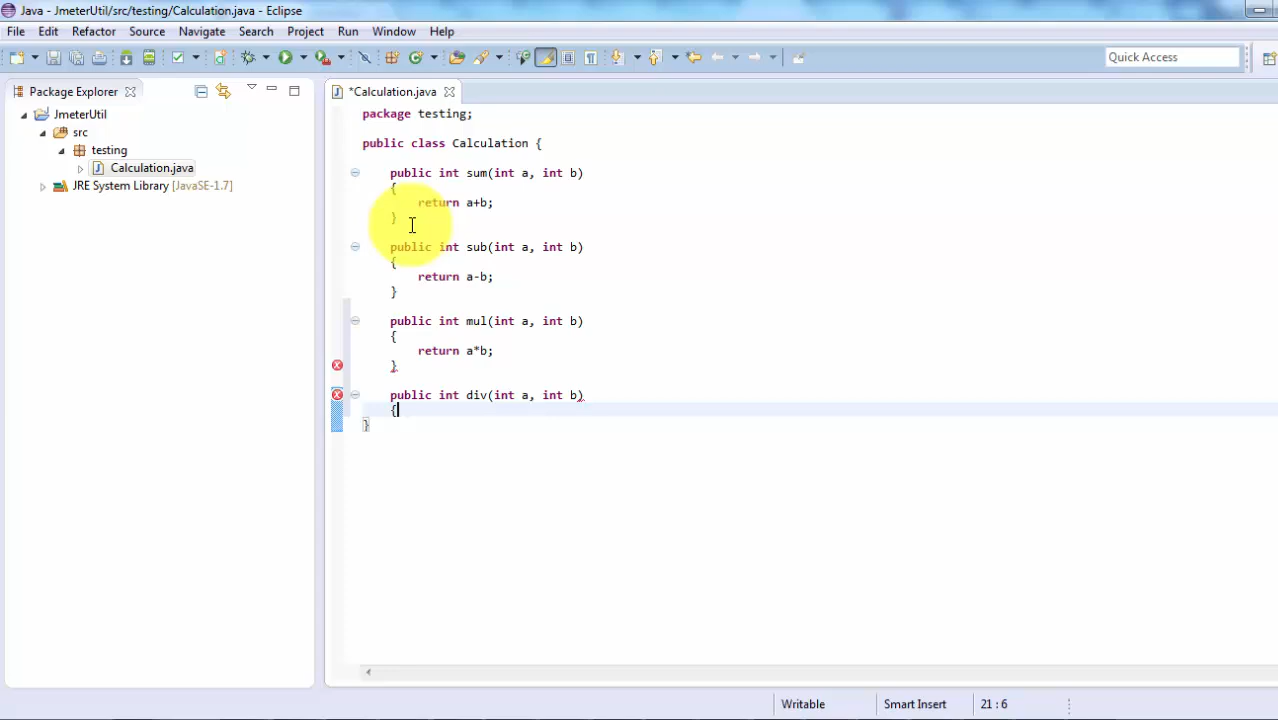 Java - JmeterUtil/src/testing/Calculation.java - Eclipse
File Edit Refactor Source Navigate Search Project Run Window Help
Quick Access
Package Explorer
JmeterUtil
src
testing
Calculation.java
JRE System Library [JavaSE-1.7]
*Calculation.java
package testing;
public class Calculation {
public int sum(int a, int b)
{
return a+b;
}
public int sub(int a, int b)
{
return a-b;
}
public int mul(int a, int b)
{
return a*b;
}
public int div(int a, int b)
{
}
Writable Smart Insert 21 : 6